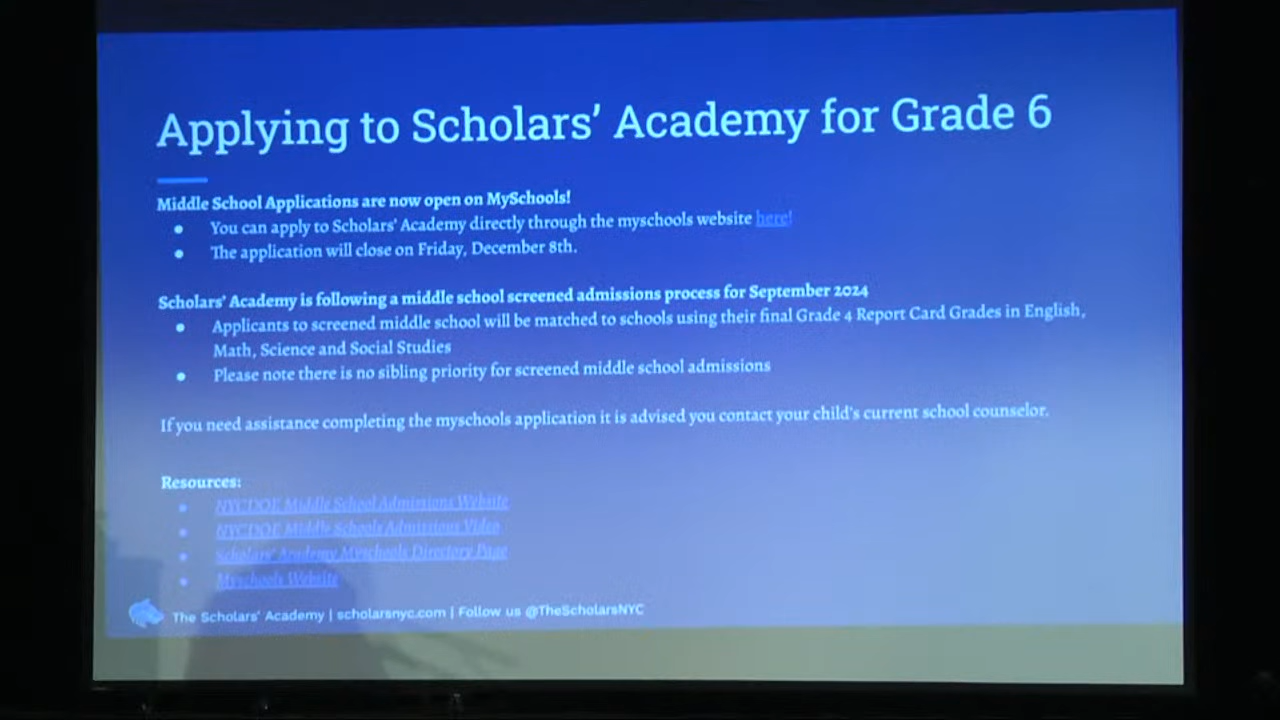 Applying to Scholars’ Academy for Grade 6
Middle School Applications are now open on MySchools!
● You can apply to Scholars’ Academy directly through the myschools website here!
● The application will close on Friday, December 8th.
Scholars’ Academy is following a middle school screened admissions process for September 2024
● Applicants to screened middle school will be matched to schools using their final Grade 4 Report Card Grades in English,
Math, Science and Social Studies
● Please note there is no sibling priority for screened middle school admissions
If you need assistance completing the myschools application it is advised you contact your child’s current school counselor.
Resources:
● NYCDOE Middle School Admissions Website
● NYCDOE Middle Schools Admissions Video
● Scholars’ Academy Myschools Directory Page
● Myschools Website
The Scholars’ Academy | scholarsnyc.com | Follow us @TheScholarsNYC